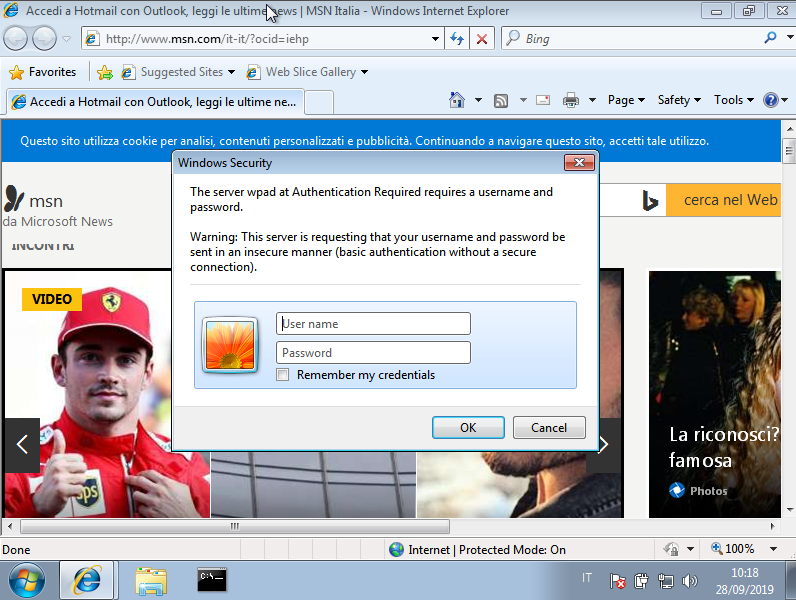 Accedi a Hotmail con Outlook, leggi le ultime news | MSN Italia - Windows Internet Explorer
http://www.msn.com/it-it/?ocid=iehp
Bing
Favorites
Suggested Sites
Web Slice Gallery
Accedi a Hotmail con Outlook, leggi le ultime ne...
Page
Safety
Tools
Questo sito utilizza cookie per analisi, contenuti personalizzati e pubblicità. Continuando a navigare questo sito, accetti tale utilizzo.
Windows Security
The server wpad at Authentication Required requires a username and
password.
Warning: This server is requesting that your username and password be
sent in an insecure manner (basic authentication without a secure
connection).
User name
Password
Remember my credentials
OK
Cancel
msn
da Microsoft News
cerca nel Web
INCONTRI
VIDEO
ups
La riconosci?
famosa
Photos
Done
Internet | Protected Mode: On
100%
C:\
IT
10:18
28/09/2019